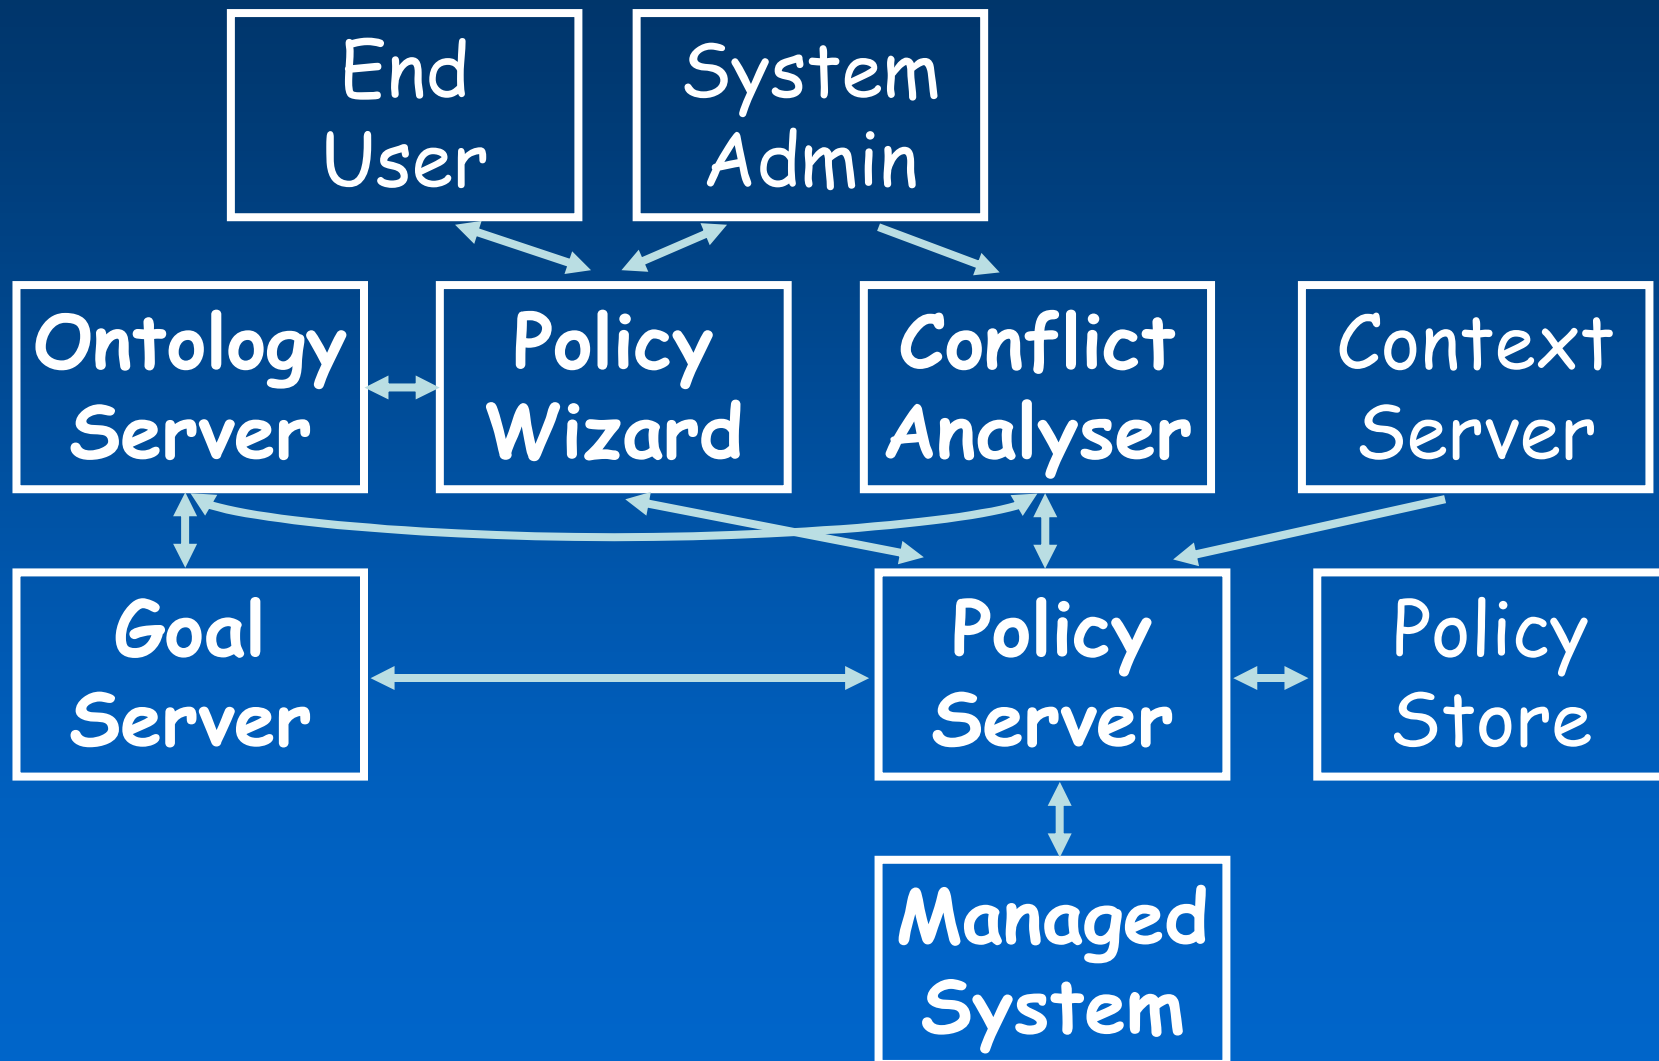 End
User
System
Admin
Ontology
Server
Policy
Wizard
Conflict
Analyser
Context
Server
Goal
Server
Policy
Server
Policy
Store
Managed
System